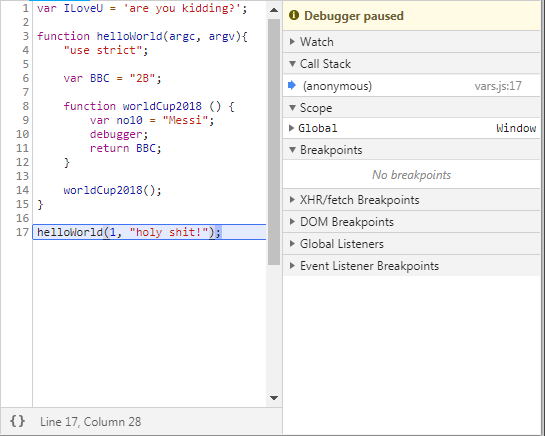 1 var ILoveU = 'are you kidding?';
2
3 function helloWorld(argc, argv){
4     "use strict";
5
6     var BBC = "2B";
7
8     function worldCup2018 () {
9         var no10 = "Messi";
10         debugger;
11         return BBC;
12     }
13
14     worldCup2018();
15 }
16
17 helloWorld(1, "holy shit!");
{} Line 17, Column 28
Debugger paused
Watch
Call Stack
(anonymous) vars.js:17
Scope
Global Window
Breakpoints
No breakpoints
XHR/fetch Breakpoints
DOM Breakpoints
Global Listeners
Event Listener Breakpoints